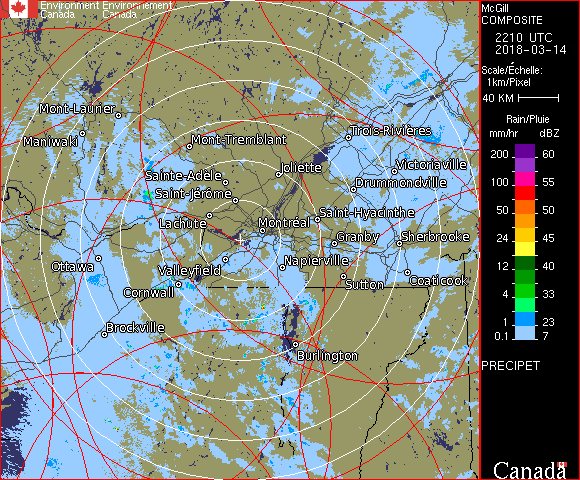 Environment Environnement
Canada Canada
McGill
COMPOSITE
2210 UTC
2018-03-14
Scale/Échelle:
1km/Pixel
40 KM
Rain/Pluie
mm/hr dBZ
200 60
100 55
50 50
24 45
12 40
4 33
1 23
0.1 7
PRECIPET
Canada
Mont-Laurier
Maniwaki
Mont-Tremblant
Trois-Rivières
Sainte-Adèle
Joliette
Victoriaville
Saint-Jérôme
Drummondville
Lachute
Montréal
Saint-Hyacinthe
Granby
Sherbrooke
Ottawa
Valleyfield
Napierville
Cornwall
Sutton
Coaticook
Brockville
Burlington